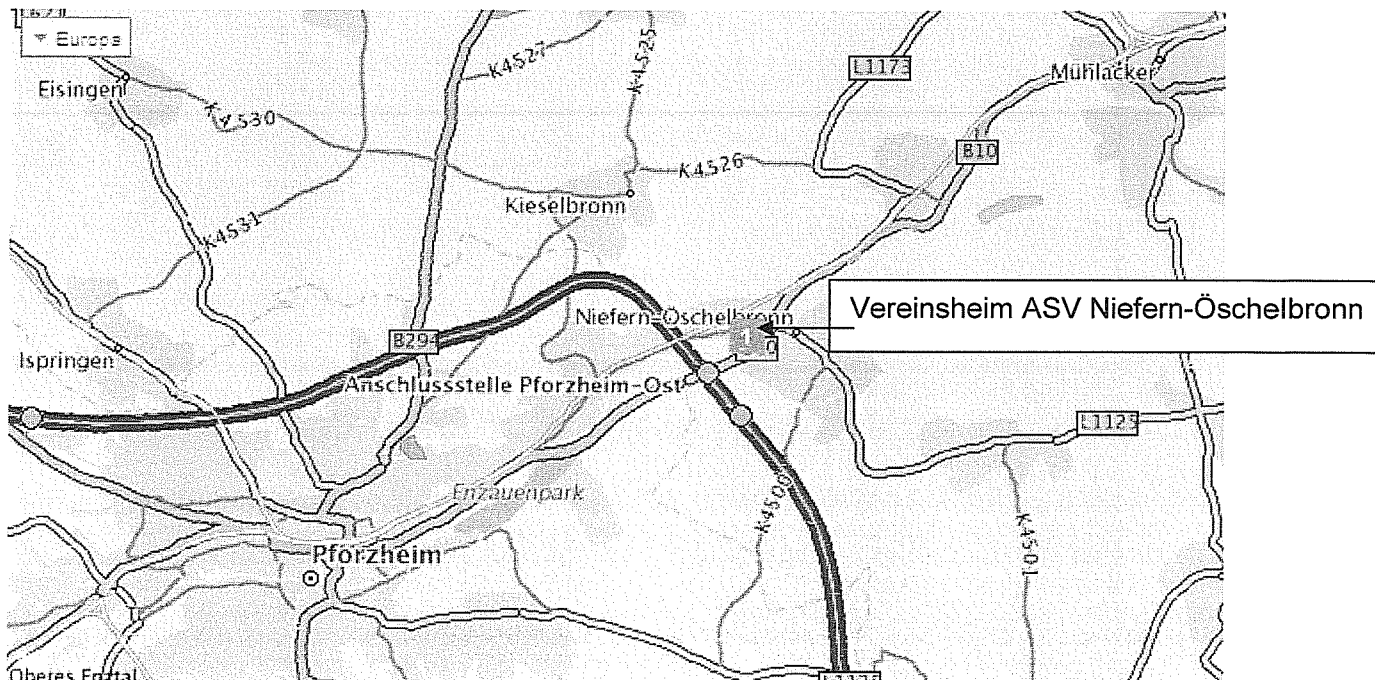 Europa
Eisingen
K4530
K4527
K4525
L1173
Mühlacker
B10
K4526
Kieselbronn
K4531
Vereinsheim ASV Niefern-Öschelbronn
Niefern-Öschelbronn
B294
Ispringen
Anschlussstelle Pforzheim-Ost
L1125
Enzauenpark
K4500
K4501
Pforzheim
Oberes Enztal